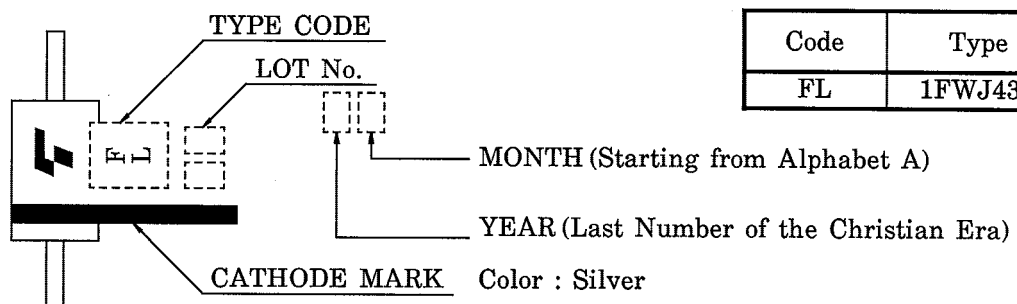 TYPE CODE
LOT No.
Code Type
FL 1FWJ43
FL
MONTH (Starting from Alphabet A)
YEAR (Last Number of the Christian Era)
CATHODE MARK Color : Silver